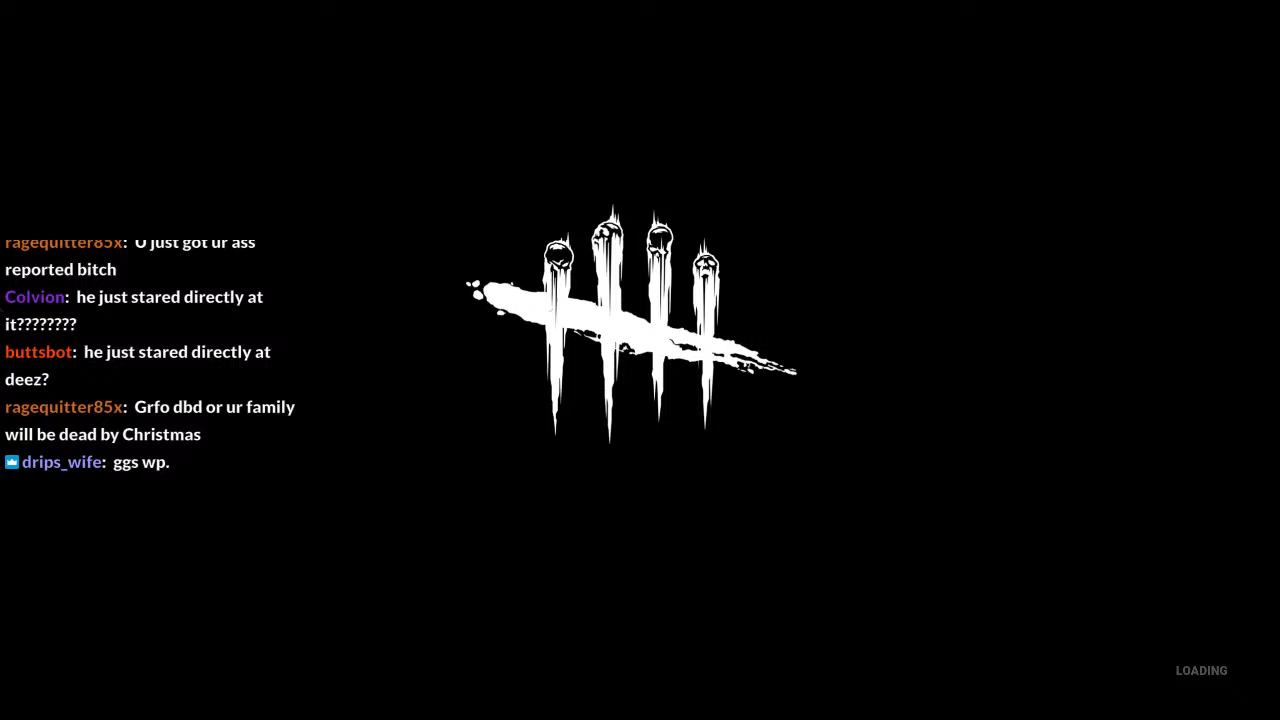 ragequitter85x: U just got ur ass
reported bitch
Colvion: he just stared directly at
it????????
buttsbot: he just stared directly at
deez?
ragequitter85x: Grfo dbd or ur family
will be dead by Christmas
drips_wife: ggs wp.
LOADING